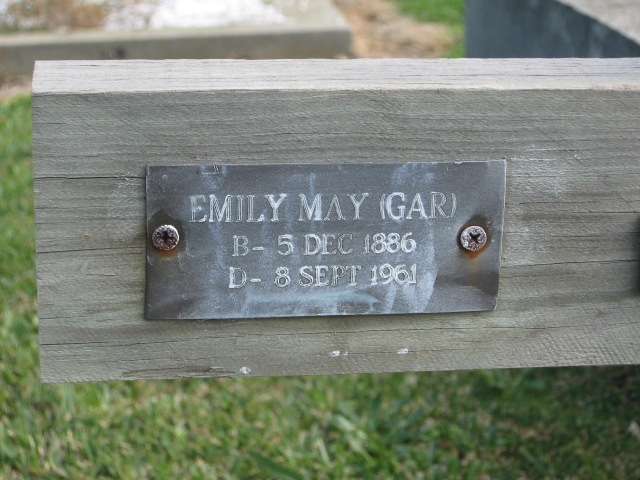 EMILY MAY (GAR)
B- 5 DEC 1886
D- 8 SEPT 1961